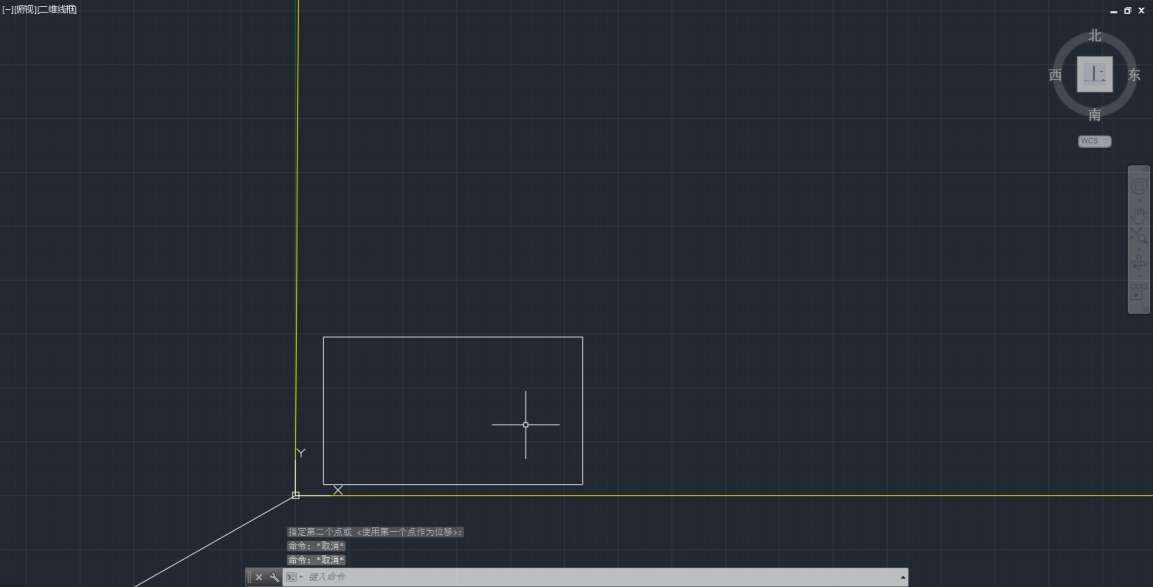 [−][俯视][二维线框]
北
西
上
东
南
WCS
Y
X
指定第二个点或 <使用第一个点作为位移>:
命令: *取消*
命令: *取消*
键入命令